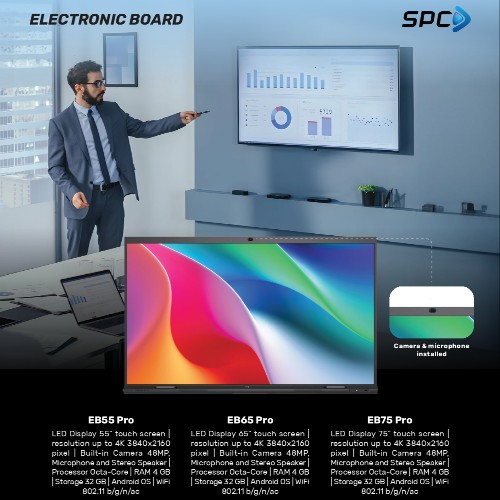 ELECTRONIC BOARD
SPC
$719
Camera & microphone
installed
EB55 Pro
LED Display 55" touch screen |
resolution up to 4K 3840x2160
pixel | Built-in Camera 48MP,
Microphone and Stereo Speaker |
Processor Octa-Core | RAM 4 GB
| Storage 32 GB | Android OS | WiFi
802.11 b/g/n/ac
EB65 Pro
LED Display 65" touch screen |
resolution up to 4K 3840x2160
pixel | Built-in Camera 48MP,
Microphone and Stereo Speaker |
Processor Octa-Core | RAM 4 GB
| Storage 32 GB | Android OS | WiFi
802.11 b/g/n/ac
EB75 Pro
LED Display 75" touch screen |
resolution up to 4K 3840x2160
pixel | Built-in Camera 48MP,
Microphone and Stereo Speaker |
Processor Octa-Core | RAM 4 GB
| Storage 32 GB | Android OS | WiFi
802.11 b/g/n/ac